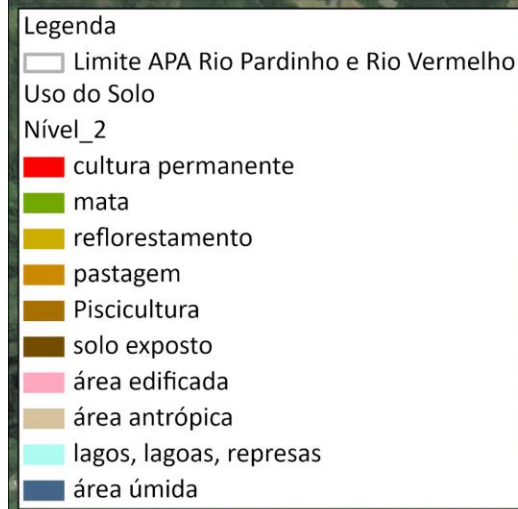 Legenda
Limite APA Rio Pardinho e Rio Vermelho
Uso do Solo
Nível_2
cultura permanente
mata
reflorestamento
pastagem
Piscicultura
solo exposto
área edificada
área antrópica
lagos, lagoas, represas
área úmida